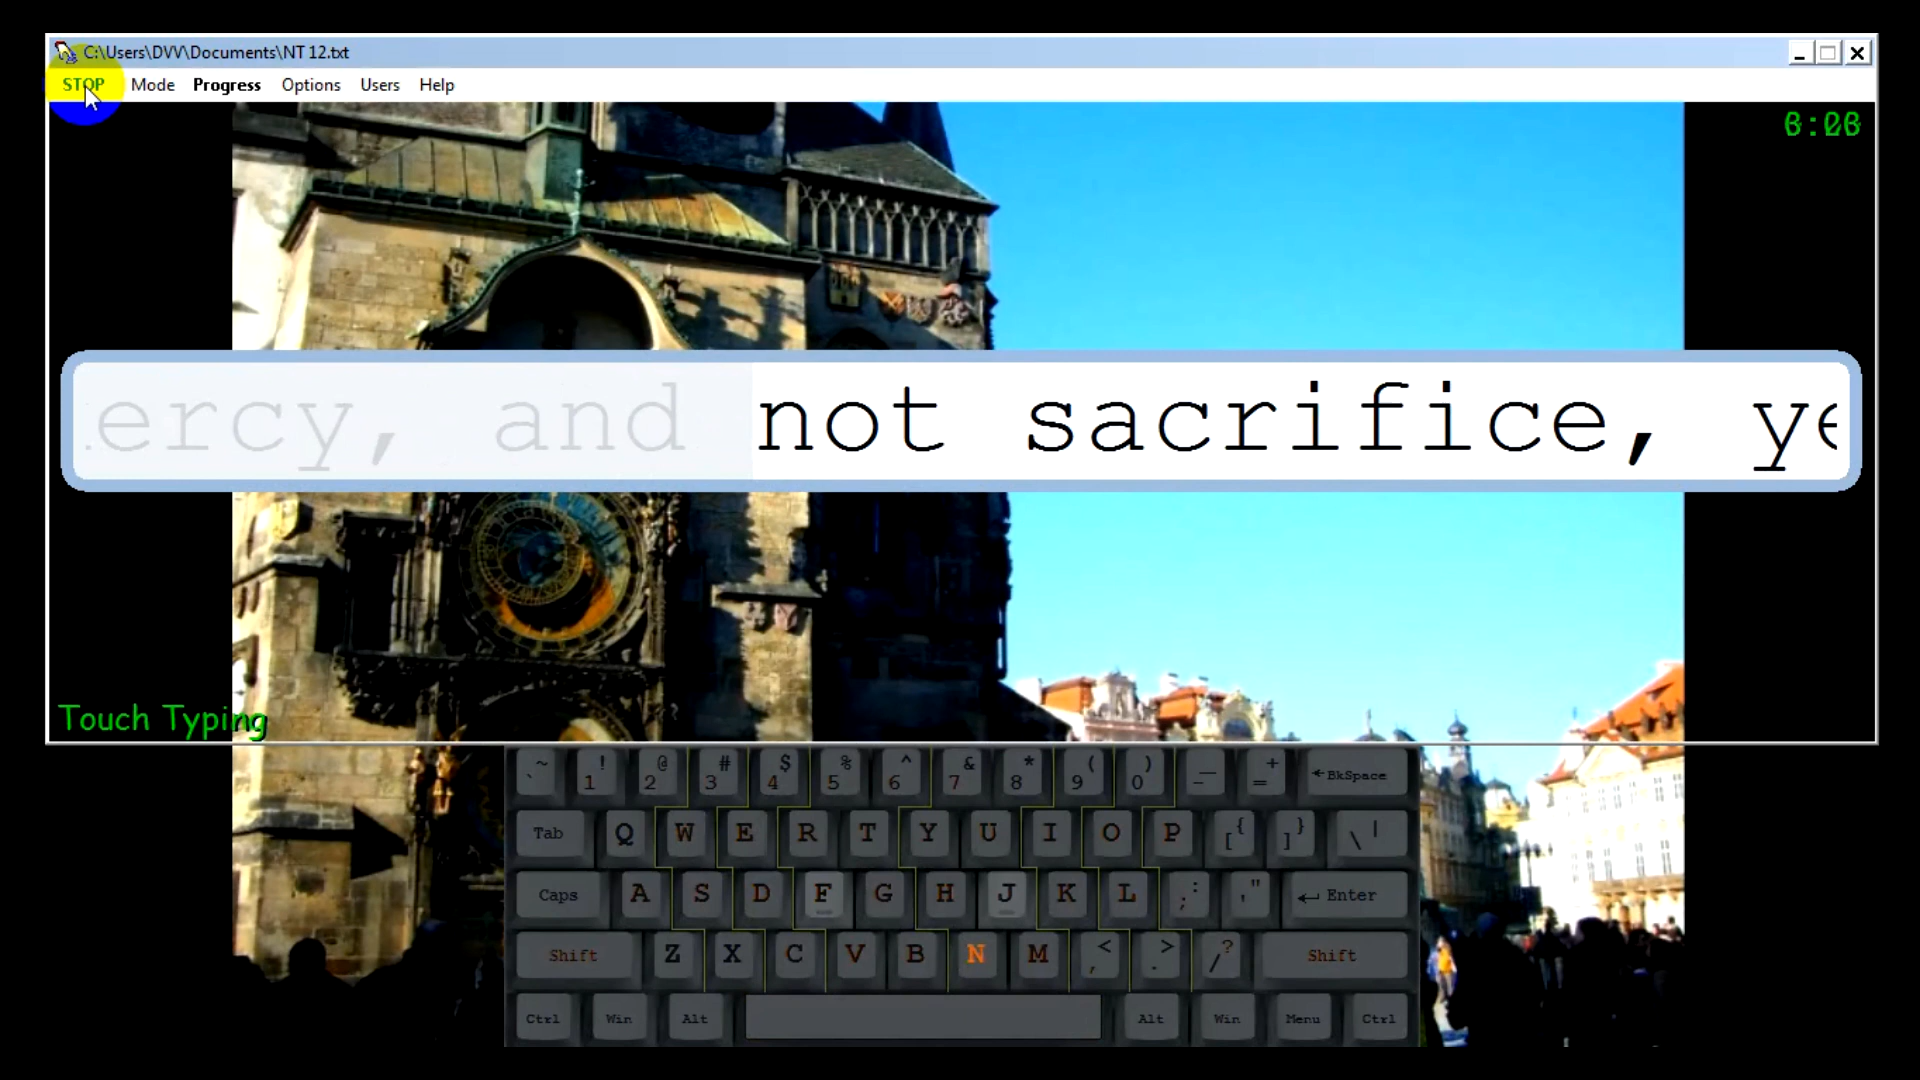 C:\Users\DVV\Documents\NT 12.txt
STOP Mode Progress Options Users Help
ercy, and not sacrifice, ye
Touch Typing
` ~ 1 ! 2 @ 3 # 4 $ 5 % 6 ^ 7 & 8 * 9 ( 0 ) - _ = + ←BkSpace
Tab Q W E R T Y U I O P [ { ] } \ |
Caps A S D F G H J K L ; : ' " ↵ Enter
Shift Z X C V B N M , < . > / ? Shift
Ctrl Win Alt Alt Win Menu Ctrl